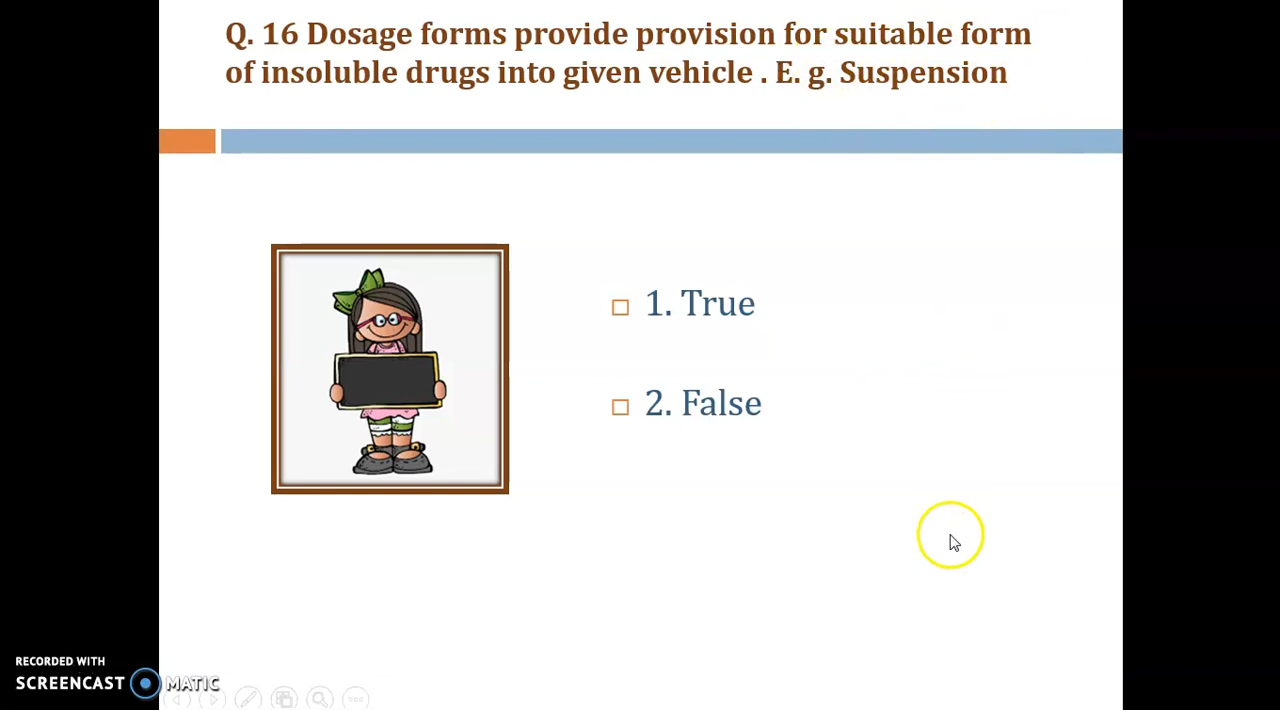 Q. 16 Dosage forms provide provision for suitable form
of insoluble drugs into given vehicle . E. g. Suspension
1. True
2. False
RECORDED WITH
SCREENCAST MATIC